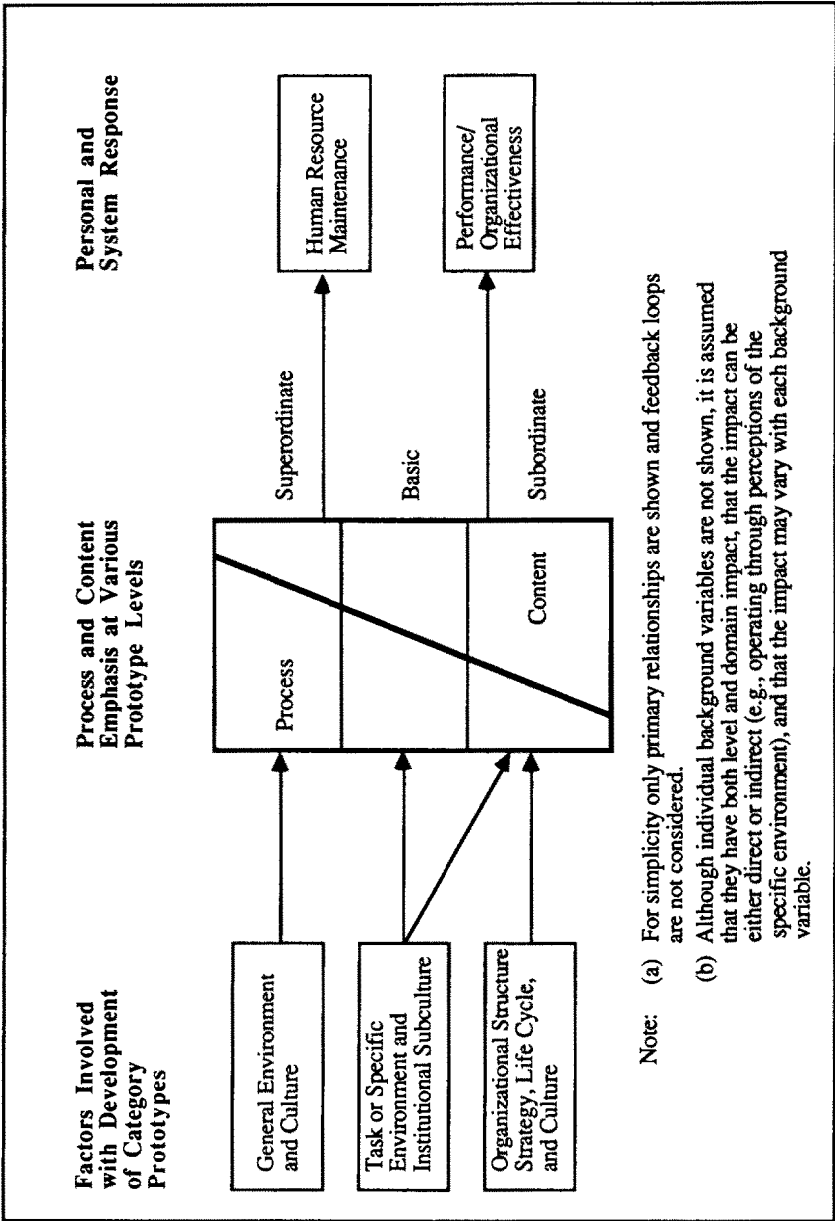 Factors Involved
with Development
of Category
Prototypes
Process and Content
Emphasis at Various
Prototype Levels
Personal and
System Response
General Environment
and Culture
Task or Specific
Environment and
Institutional Subculture
Organizational Structure
Strategy, Life Cycle,
and Culture
Process
Content
Superordinate
Basic
Subordinate
Human Resource
Maintenance
Performance/
Organizational
Effectiveness
Note: (a) For simplicity only primary relationships are shown and feedback loops
are not considered.
(b) Although individual background variables are not shown, it is assumed
that they have both level and domain impact, that the impact can be
either direct or indirect (e.g., operating through perceptions of the
specific environment), and that the impact may vary with each background
variable.